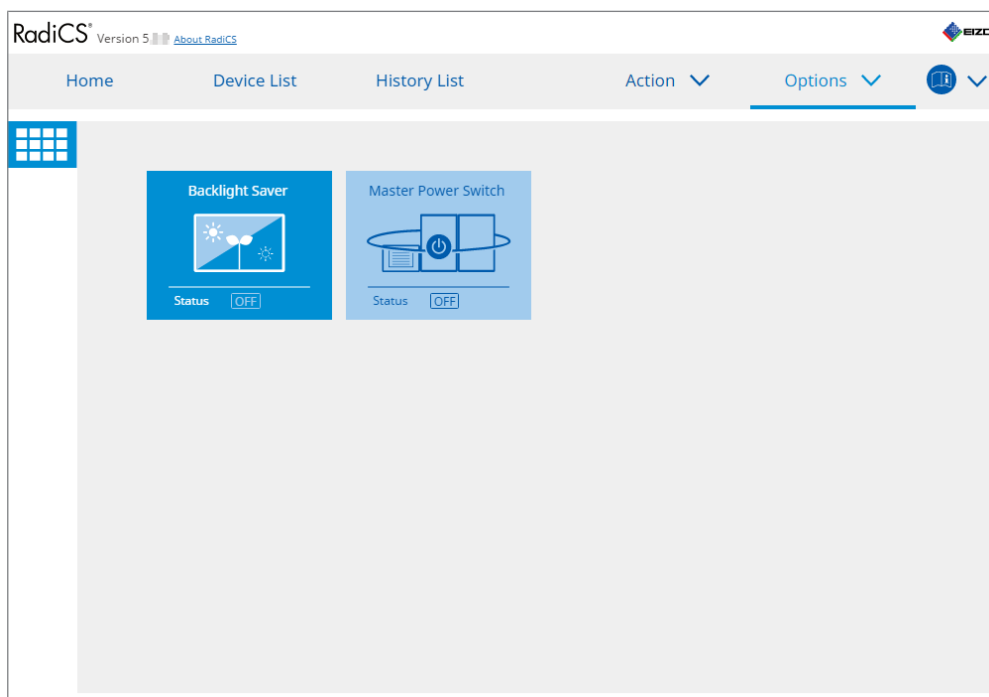 RadiCS® Version 5. About RadiCS
EIZO
Home Device List History List Action Options
Backlight Saver Master Power Switch
Status OFF Status OFF